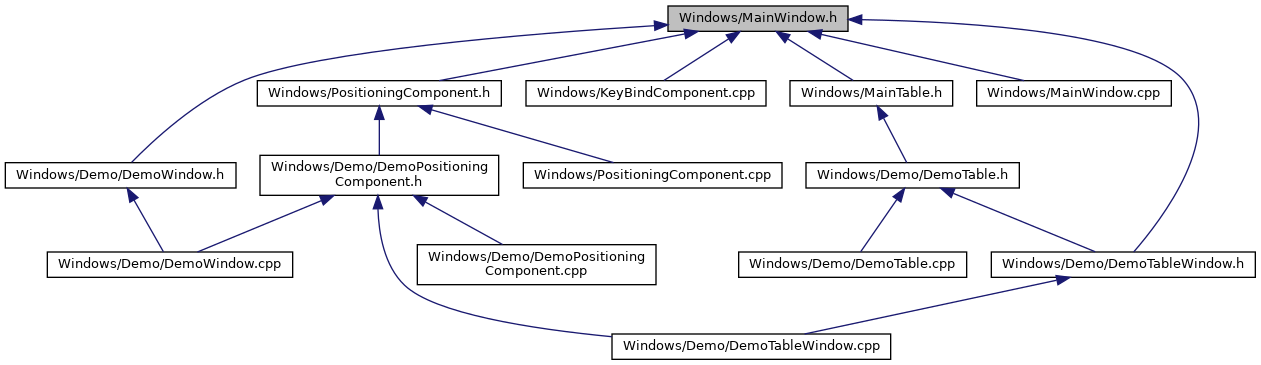 Windows/MainWindow.h
Windows/PositioningComponent.h
Windows/KeyBindComponent.cpp
Windows/MainTable.h
Windows/MainWindow.cpp
Windows/Demo/DemoWindow.h
Windows/Demo/DemoPositioning
Component.h
Windows/PositioningComponent.cpp
Windows/Demo/DemoTable.h
Windows/Demo/DemoWindow.cpp
Windows/Demo/DemoPositioning
Component.cpp
Windows/Demo/DemoTable.cpp
Windows/Demo/DemoTableWindow.h
Windows/Demo/DemoTableWindow.cpp